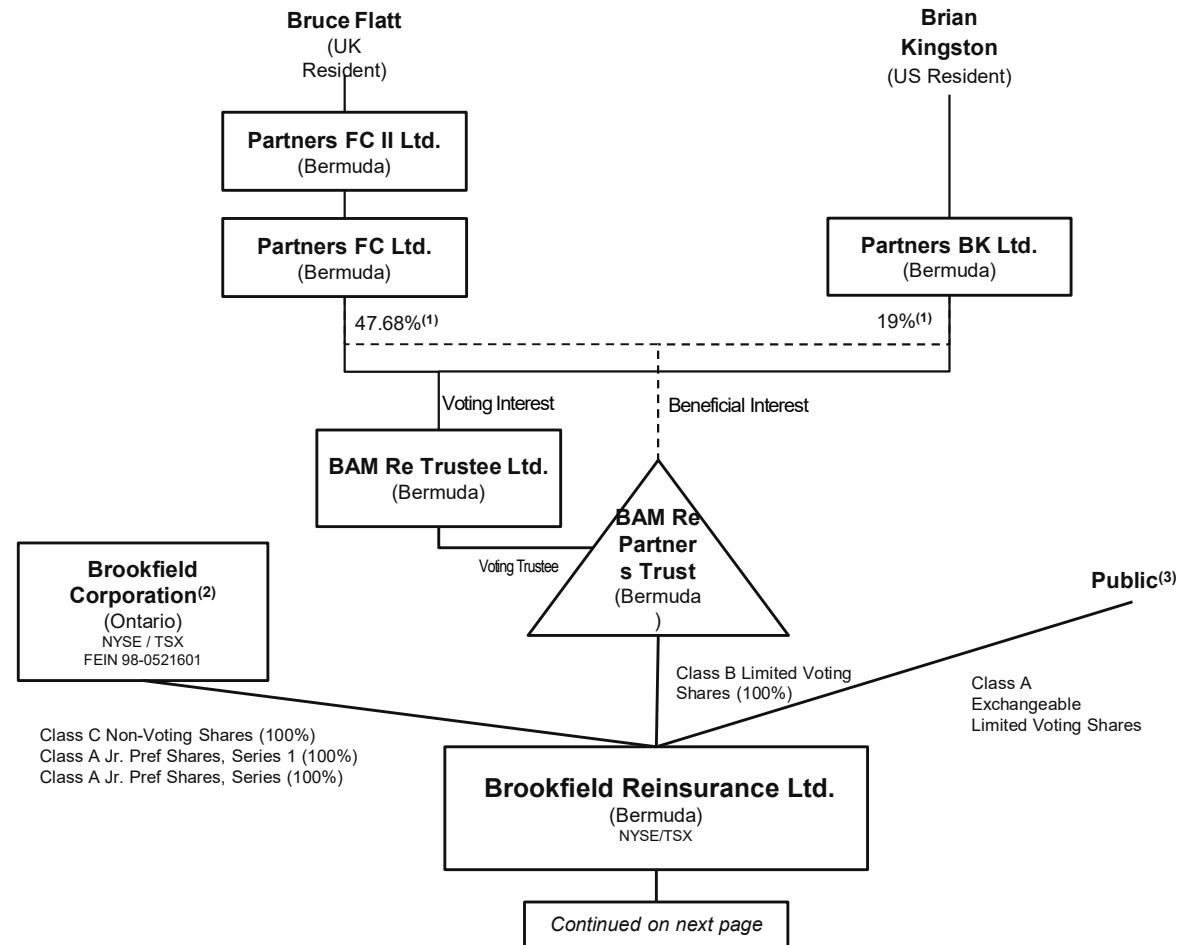 Bruce Flatt
(UK
Resident)
Brian
Kingston
(US Resident)
Partners FC II Ltd.
(Bermuda)
Partners FC Ltd.
(Bermuda)
Partners BK Ltd.
(Bermuda)
47.68%(1)
19%(1)
Voting Interest
Beneficial Interest
BAM Re Trustee Ltd.
(Bermuda)
Voting Trustee
BAM Re
Partner
s Trust
(Bermuda
)
Brookfield
Corporation(2)
(Ontario)
NYSE / TSX
FEIN 98-0521601
Public(3)
Class B Limited Voting
Shares (100%)
Class A
Exchangeable
Limited Voting Shares
Class C Non-Voting Shares (100%)
Class A Jr. Pref Shares, Series 1 (100%)
Class A Jr. Pref Shares, Series (100%)
Brookfield Reinsurance Ltd.
(Bermuda)
NYSE/TSX
Continued on next page